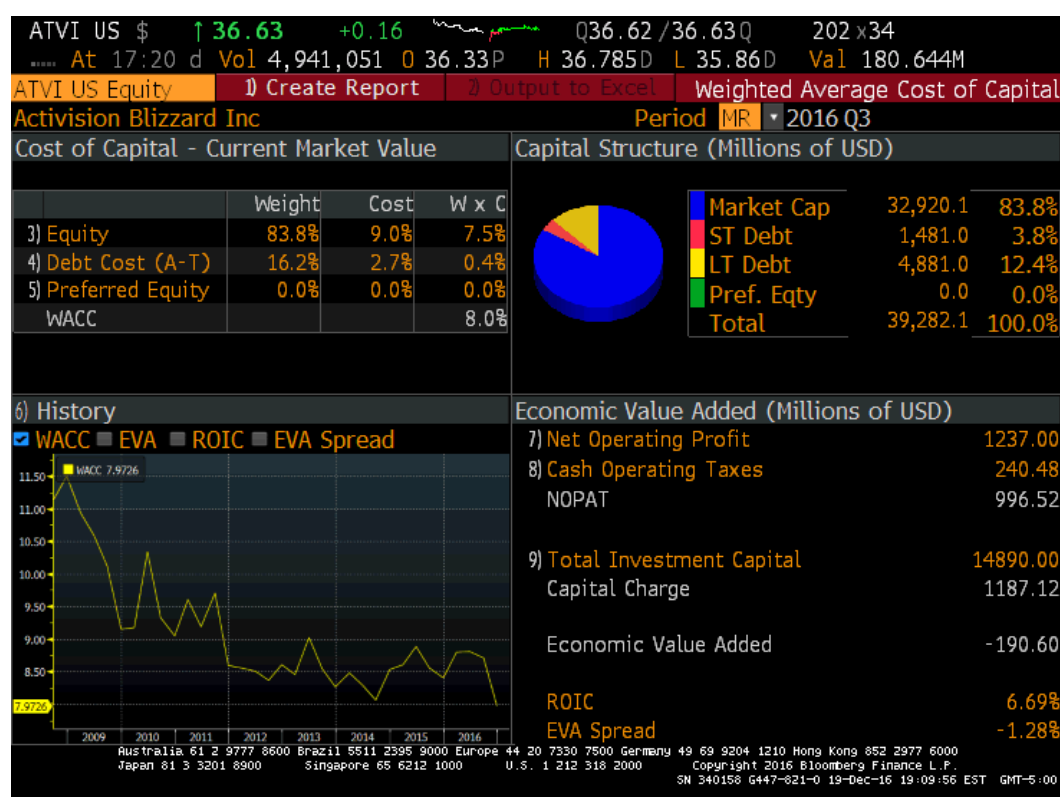 ATVI US $ ↑36.63 +0.16 Q36.62/36.63Q 202×34
At 17:20 d Vol 4,941,051 O 36.33P H 36.785D L 35.86D Val 180.644M
ATVI US Equity 1) Create Report 2) Output to Excel Weighted Average Cost of Capital
Activision Blizzard Inc Period MR 2016 Q3
Cost of Capital - Current Market Value
Weight Cost W x C
3) Equity 83.8% 9.0% 7.5%
4) Debt Cost (A-T) 16.2% 2.7% 0.4%
5) Preferred Equity 0.0% 0.0% 0.0%
WACC 8.0%
Capital Structure (Millions of USD)
Market Cap 32,920.1 83.8%
ST Debt 1,481.0 3.8%
LT Debt 4,881.0 12.4%
Pref. Eqty 0.0 0.0%
Total 39,282.1 100.0%
6) History
WACC EVA ROIC EVA Spread
WACC 7.9726
11.50
11.00
10.50
10.00
9.50
9.00
8.50
7.9726
2009 2010 2011 2012 2013 2014 2015 2016
Economic Value Added (Millions of USD)
7) Net Operating Profit 1237.00
8) Cash Operating Taxes 240.48
NOPAT 996.52
9) Total Investment Capital 14890.00
Capital Charge 1187.12
Economic Value Added -190.60
ROIC 6.69%
EVA Spread -1.28%
Australia 61 2 9777 8600 Brazil 5511 2395 9000 Europe 44 20 7330 7500 Germany 49 69 9204 1210 Hong Kong 852 2977 6000
Japan 81 3 3201 8900 Singapore 65 6212 1000 U.S. 1 212 318 2000 Copyright 2016 Bloomberg Finance L.P.
SN 340158 G447-821-0 19-Dec-16 19:09:56 EST GMT-5:00